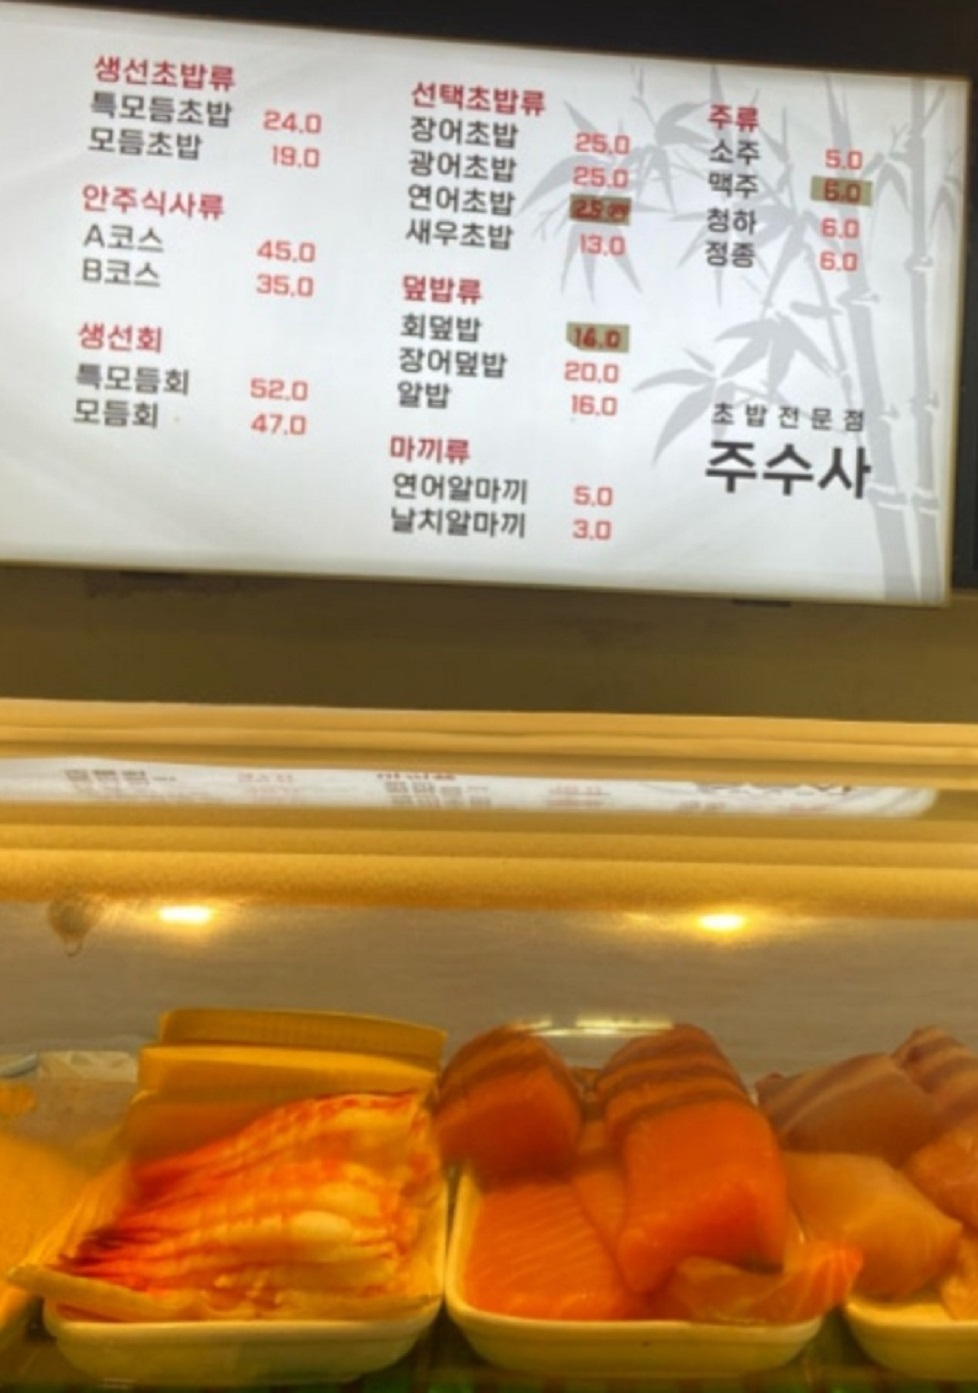 생선초밥류
특모듬초밥 24.0
모듬초밥 19.0
안주식사류
A코스 45.0
B코스 35.0
생선회
특모듬회 52.0
모듬회 47.0
선택초밥류
장어초밥 25.0
광어초밥 25.0
연어초밥
새우초밥 13.0
덮밥류
회덮밥 16.0
장어덮밥 20.0
알밥 16.0
마끼류
연어알마끼 5.0
날치알마끼 3.0
주류
소주 5.0
맥주 6.0
청하 6.0
정종 6.0
초밥전문점
주수사